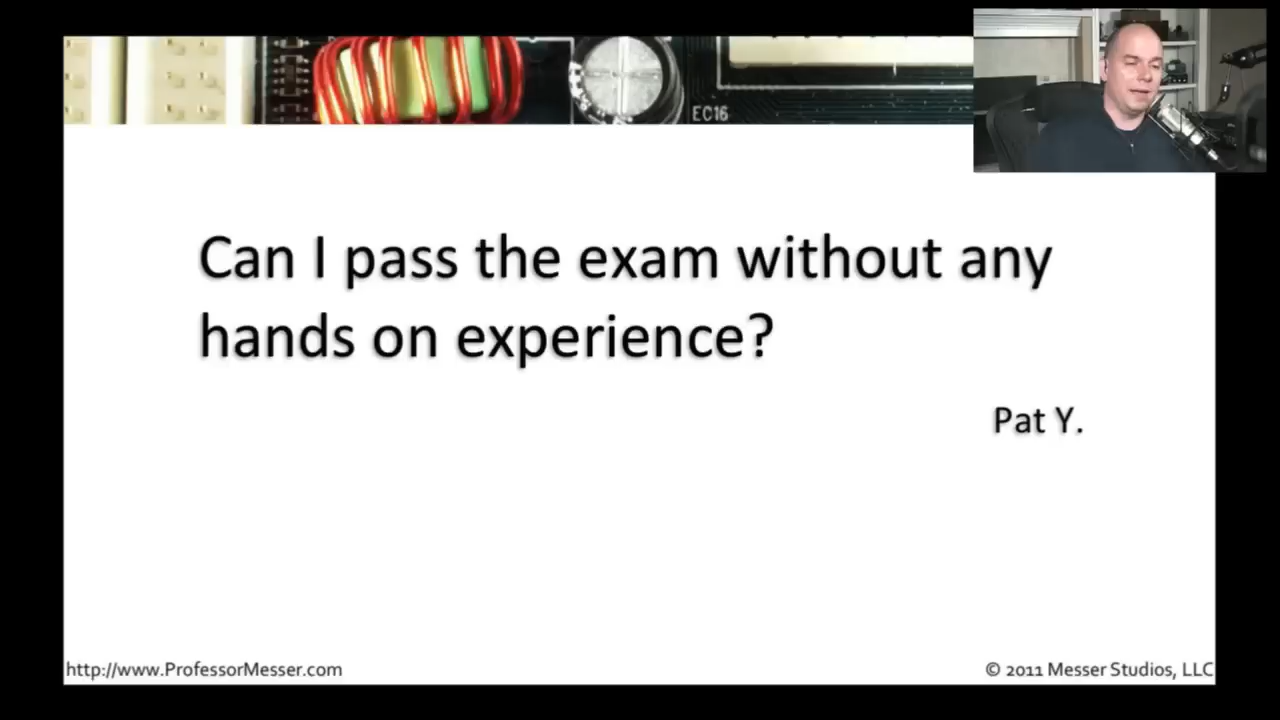 EC16
Can I pass the exam without any
hands on experience?
Pat Y.
http://www.ProfessorMesser.com
© 2011 Messer Studios, LLC